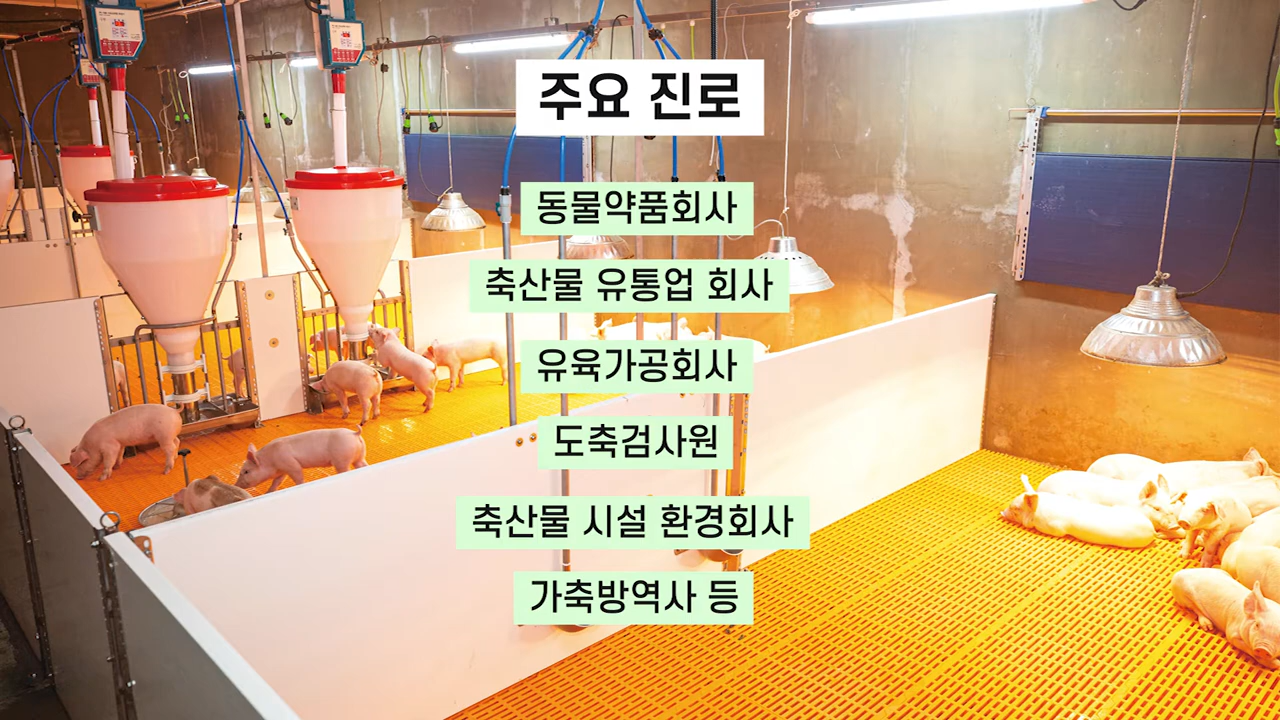 주요 진로
동물약품회사
축산물 유통업 회사
유육가공회사
도축검사원
축산물 시설 환경회사
가축방역사 등